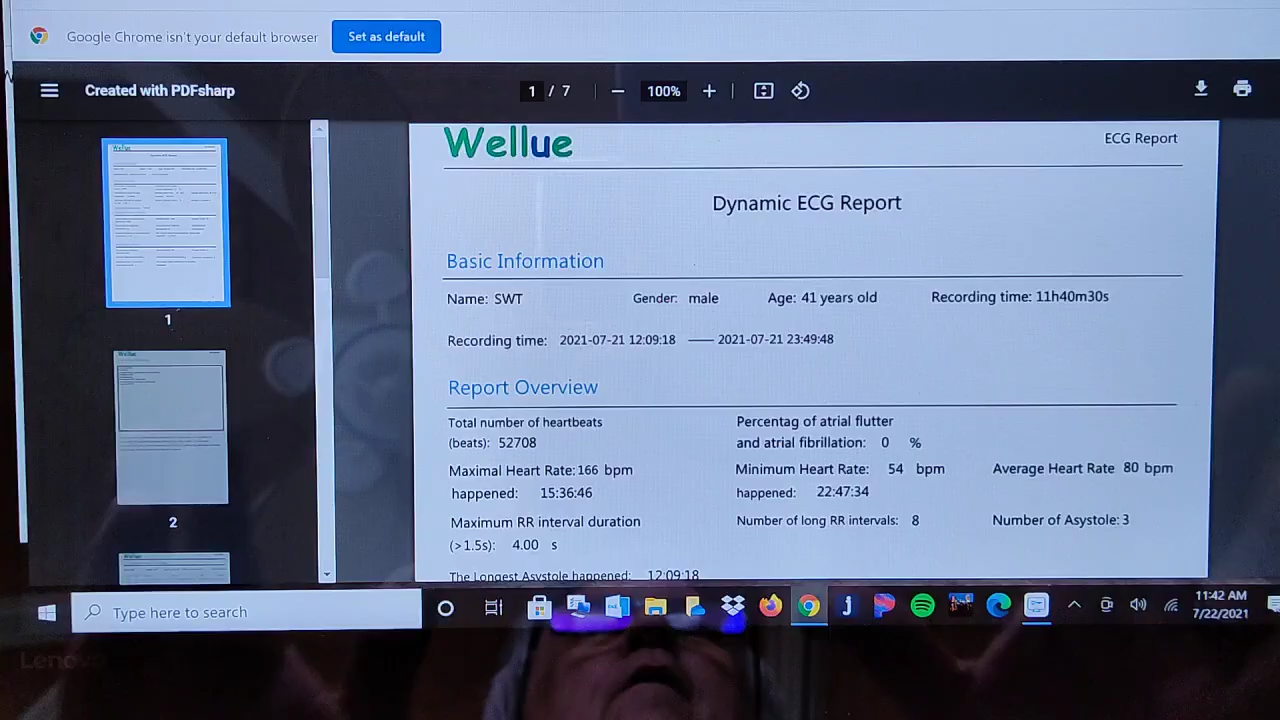 Google Chrome isn't your default browser Set as default
Created with PDFsharp 1 / 7 100%
Wellue ECG Report
Dynamic ECG Report
Basic Information
Name: SWT Gender: male Age: 41 years old Recording time: 11h40m30s
Recording time: 2021-07-21 12:09:18 —— 2021-07-21 23:49:48
Report Overview
Total number of heartbeats Percentag of atrial flutter
(beats): 52708 and atrial fibrillation: 0 %
Maximal Heart Rate: 166 bpm Minimum Heart Rate: 54 bpm Average Heart Rate 80 bpm
happened: 15:36:46 happened: 22:47:34
Maximum RR interval duration Number of long RR intervals: 8 Number of Asystole: 3
(>1.5s): 4.00 s
The Longest Asystole happened: 12:09:18
Wellue
1
Wellue
2
Type here to search
11:42 AM
7/22/2021
Lenovo